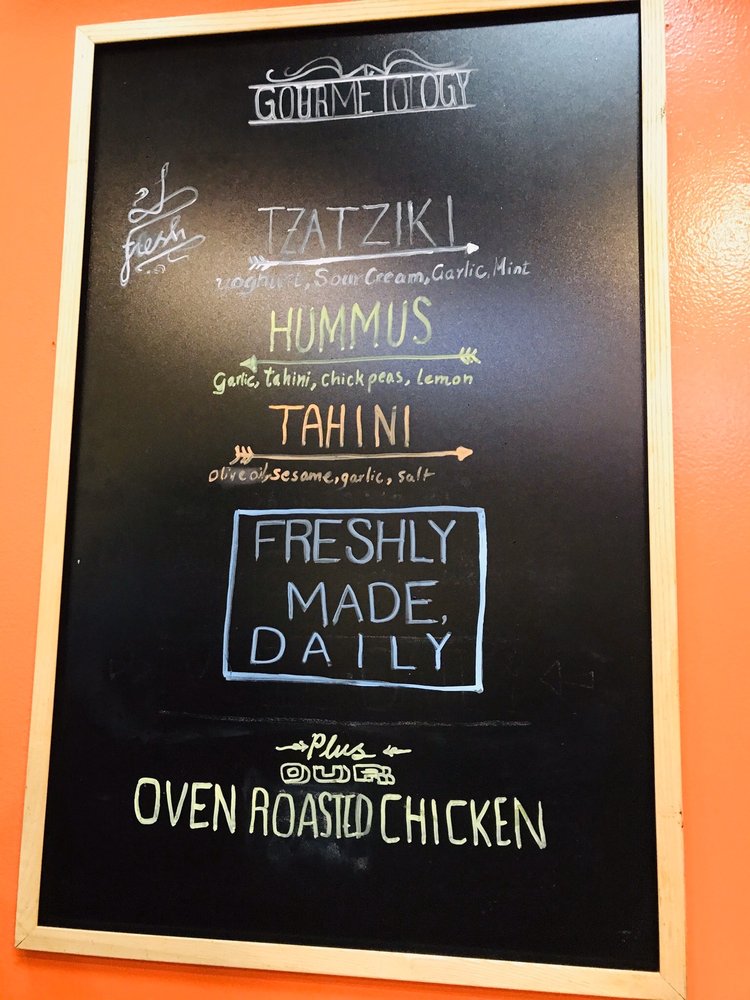 GOURMETOLOGY
fresh
TZATZIKI
yoghurt, Sour Cream, Garlic, Mint
HUMMUS
Garlic, tahini, chickpeas, Lemon
TAHINI
Olive oil, sesame, garlic, salt
FRESHLY
MADE,
DAILY
Plus
OUR
OVEN ROASTED CHICKEN